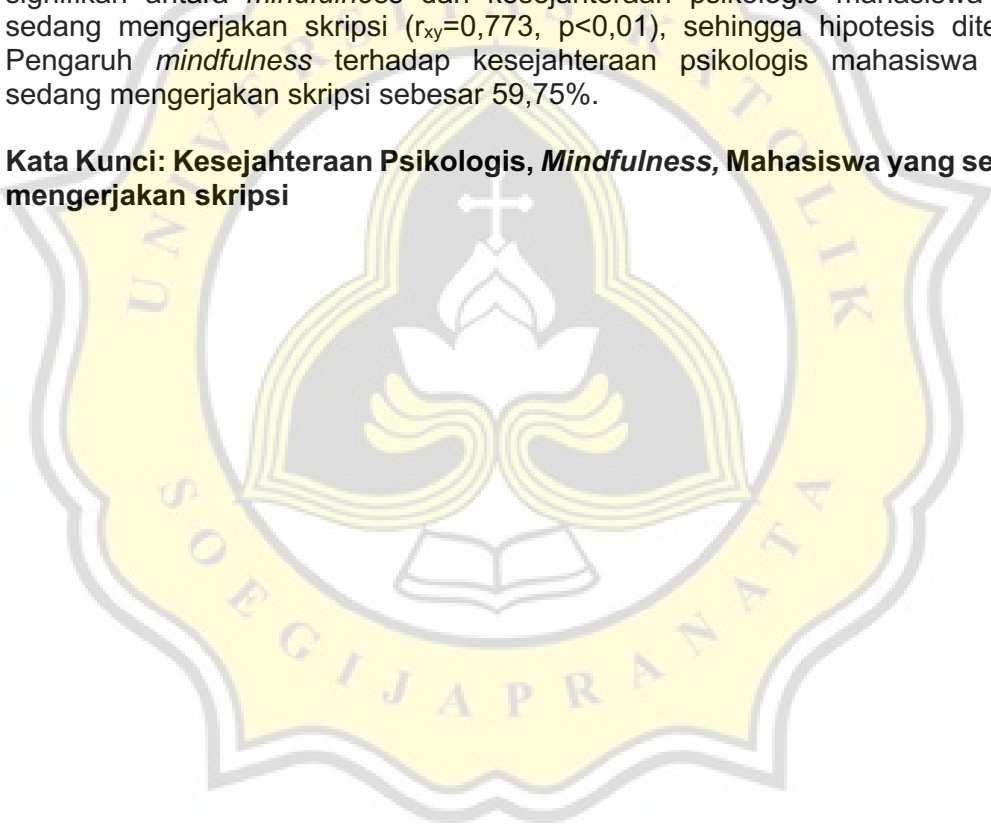 signifikan antara mindfulness dan kesejahteraan psikologis mahasiswa
sedang mengerjakan skripsi (rxy=0,773, p<0,01), sehingga hipotesis dite
Pengaruh mindfulness terhadap kesejahteraan psikologis mahasiswa
sedang mengerjakan skripsi sebesar 59,75%.
Kata Kunci: Kesejahteraan Psikologis, Mindfulness, Mahasiswa yang se
mengerjakan skripsi
UNIVERSITAS KATOLIK
SOEGIJAPRANATA